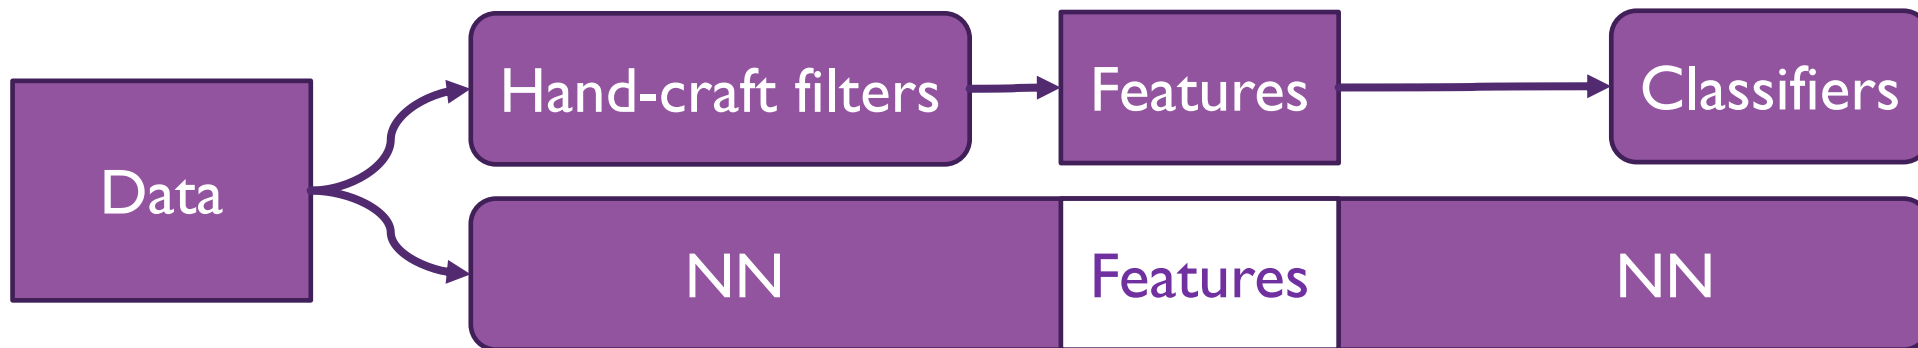 Data
Hand-craft filters
Features
Classifiers
NN
Features
NN